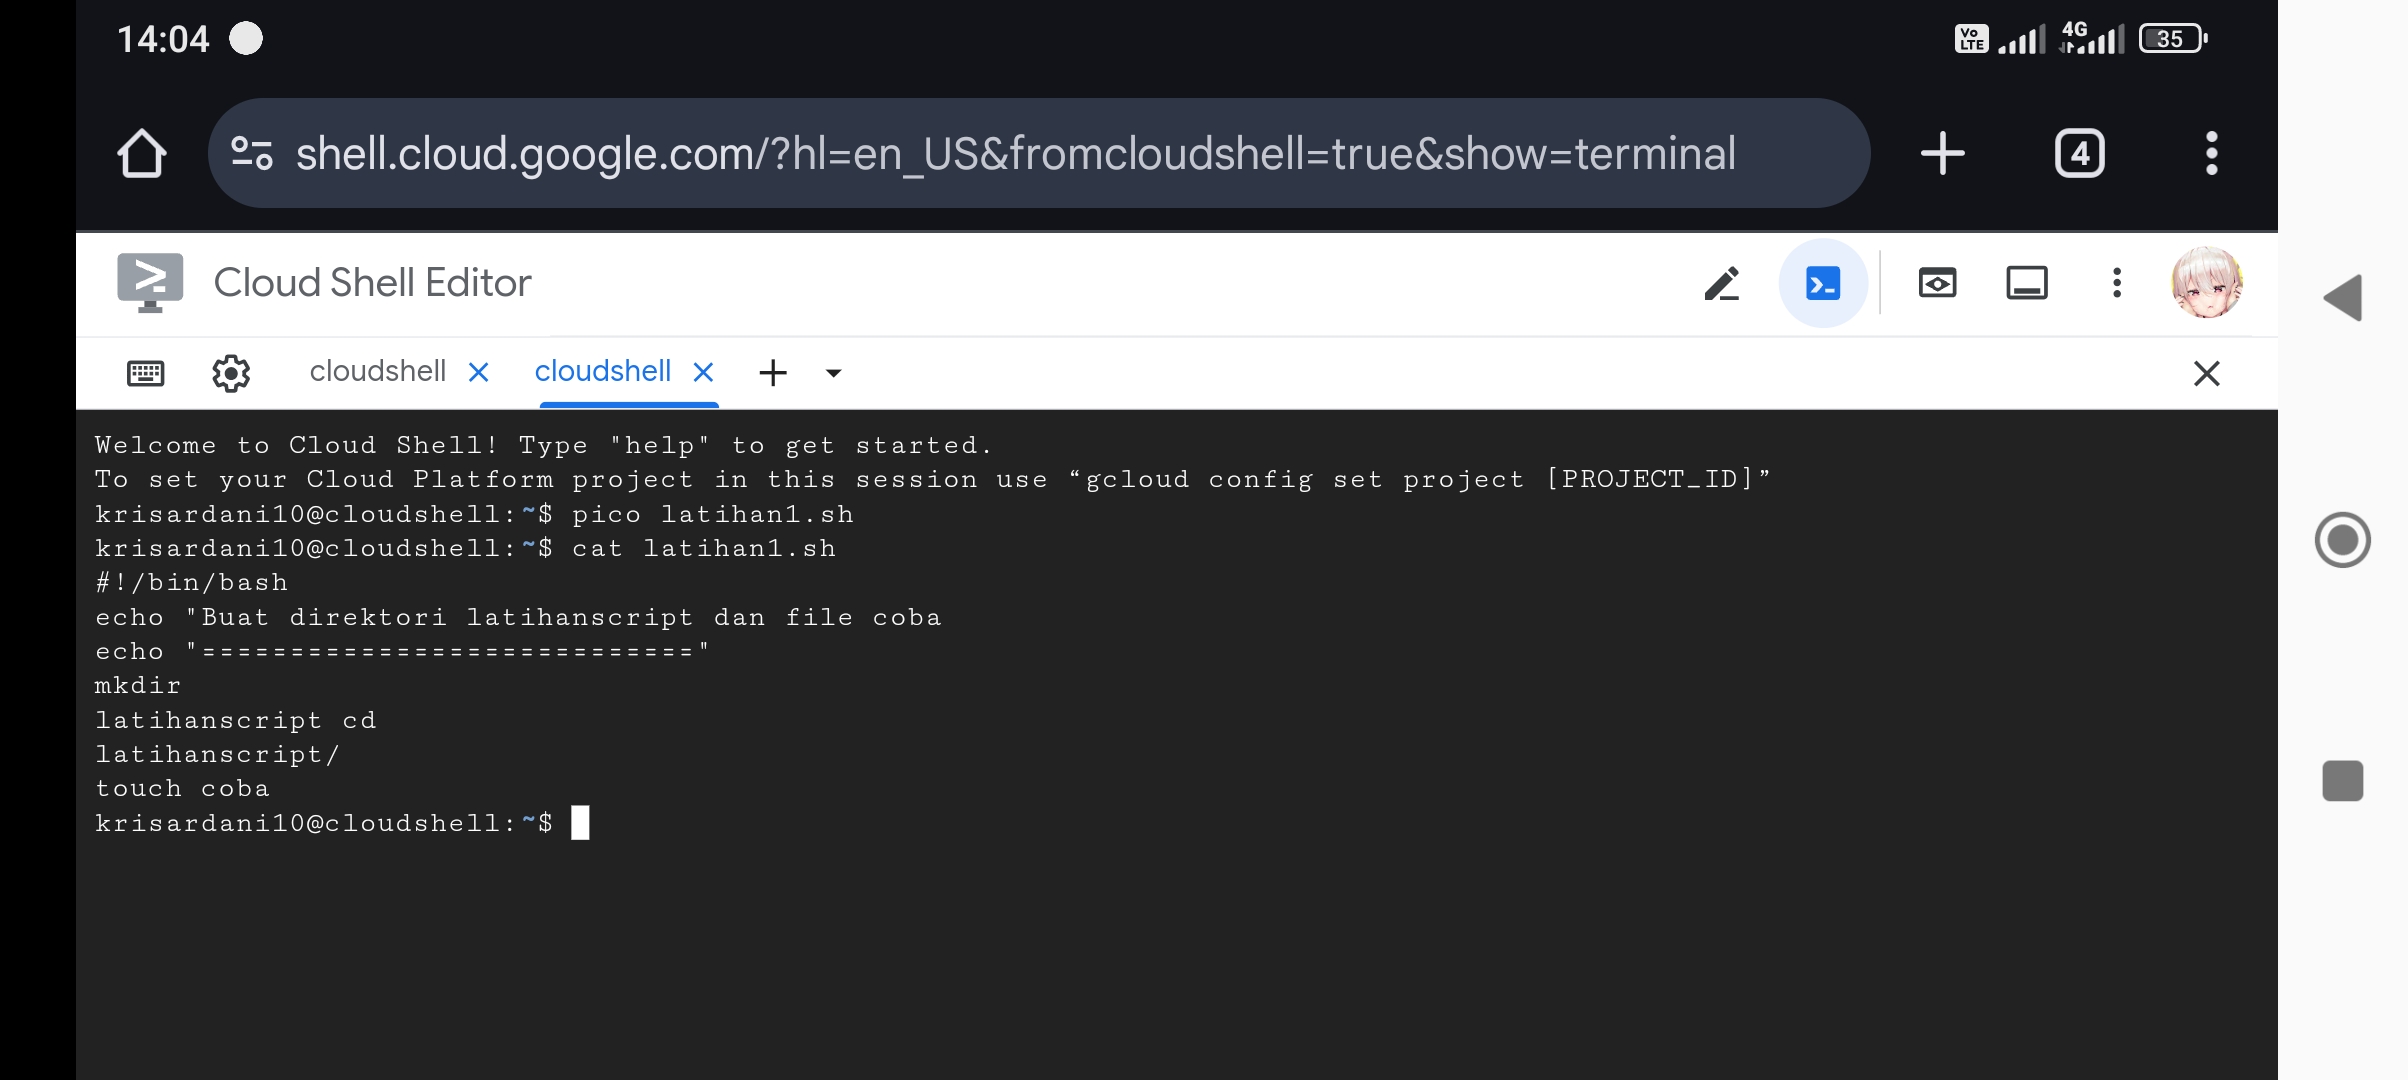 14:04
Vo LTE 4G 35
shell.cloud.google.com/?hl=en_US&fromcloudshell=true&show=terminal
4
Cloud Shell Editor
cloudshell
cloudshell
Welcome to Cloud Shell! Type "help" to get started.
To set your Cloud Platform project in this session use “gcloud config set project [PROJECT_ID]”
krisardani10@cloudshell:~$ pico latihan1.sh
krisardani10@cloudshell:~$ cat latihan1.sh
#!/bin/bash
echo "Buat direktori latihanscript dan file coba
echo "============================"
mkdir
latihanscript cd
latihanscript/
touch coba
krisardani10@cloudshell:~$